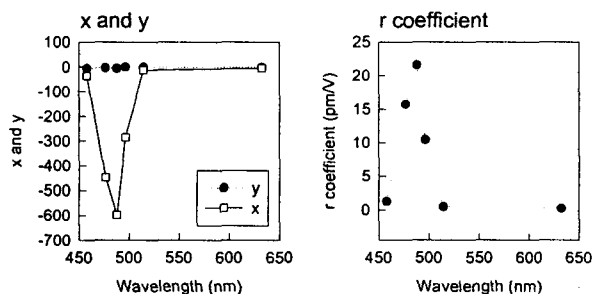 x and y
100
0
-100
-200
-300
-400
-500
-600
-700
x and y
y
x
450 500 550 600 650
Wavelength (nm)
r coefficient
25
20
15
10
5
0
r coefficient (pm/V)
450 500 550 600 650
Wavelength (nm)